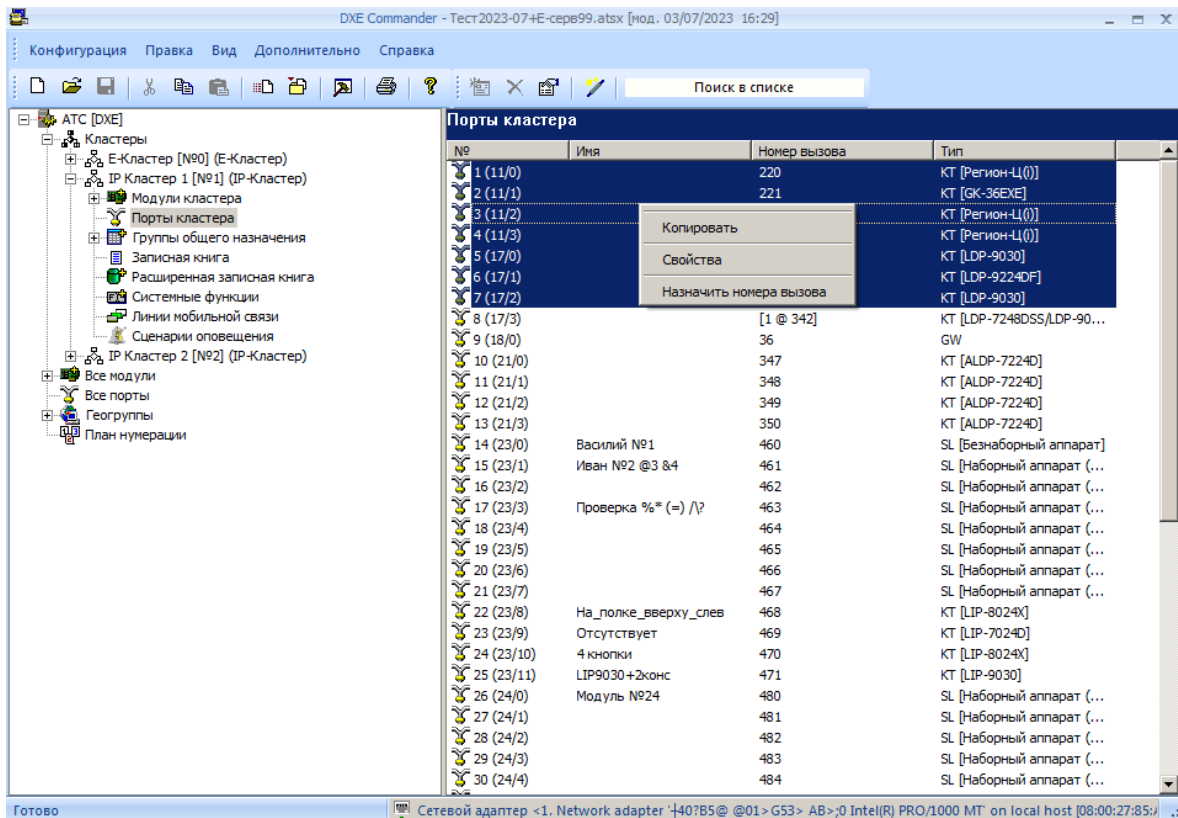 DXE Commander - Тест2023-07+Е-серв99.atsx [мод. 03/07/2023 16:29]
Конфигурация Правка Вид Дополнительно Справка
Поиск в списке
АТС [DXE]
Кластеры
Е-Кластер [№0] (Е-Кластер)
IP Кластер 1 [№1] (IP-Кластер)
Модули кластера
Порты кластера
Группы общего назначения
Записная книга
Расширенная записная книга
Системные функции
Линии мобильной связи
Сценарии оповещения
IP Кластер 2 [№2] (IP-Кластер)
Все модули
Все порты
Геогруппы
План нумерации
Порты кластера
№ Имя Номер вызова Тип
1 (11/0) 220 КТ [Регион-Ц(i)]
2 (11/1) 221 КТ [GK-36EXE]
3 (11/2) КТ [Регион-Ц(i)]
4 (11/3) КТ [Регион-Ц(i)]
5 (17/0) КТ [LDP-9030]
6 (17/1) КТ [LDP-9224DF]
7 (17/2) КТ [LDP-9030]
Копировать
Свойства
Назначить номера вызова
8 (17/3) [1 @ 342] КТ [LDP-7248DSS/LDP-90...
9 (18/0) 36 GW
10 (21/0) 347 КТ [ALDP-7224D]
11 (21/1) 348 КТ [ALDP-7224D]
12 (21/2) 349 КТ [ALDP-7224D]
13 (21/3) 350 КТ [ALDP-7224D]
14 (23/0) Василий №1 460 SL [Безнаборный аппарат]
15 (23/1) Иван №2 @3 &4 461 SL [Наборный аппарат (...
16 (23/2) 462 SL [Наборный аппарат (...
17 (23/3) Проверка %* (=) /\? 463 SL [Наборный аппарат (...
18 (23/4) 464 SL [Наборный аппарат (...
19 (23/5) 465 SL [Наборный аппарат (...
20 (23/6) 466 SL [Наборный аппарат (...
21 (23/7) 467 SL [Наборный аппарат (...
22 (23/8) На_полке_вверху_слев 468 КТ [LIP-8024X]
23 (23/9) Отсутствует 469 КТ [LIP-7024D]
24 (23/10) 4 кнопки 470 КТ [LIP-8024X]
25 (23/11) LIP9030+2конс 471 КТ [LIP-9030]
26 (24/0) Модуль №24 480 SL [Наборный аппарат (...
27 (24/1) 481 SL [Наборный аппарат (...
28 (24/2) 482 SL [Наборный аппарат (...
29 (24/3) 483 SL [Наборный аппарат (...
30 (24/4) 484 SL [Наборный аппарат (...
Готово Сетевой адаптер <1. Network adapter '┼40?B5@ @01>G53> AB>;0 Intel(R) PRO/1000 MT' on local host [08:00:27:85: